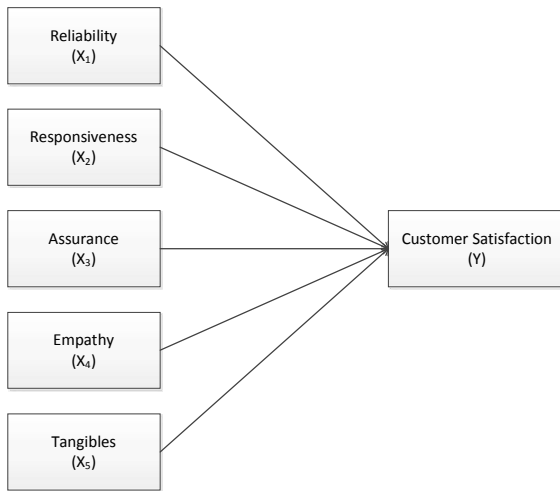 Reliability
(X₁)
Responsiveness
(X₂)
Assurance
(X₃)
Empathy
(X₄)
Tangibles
(X₅)
Customer Satisfaction
(Y)